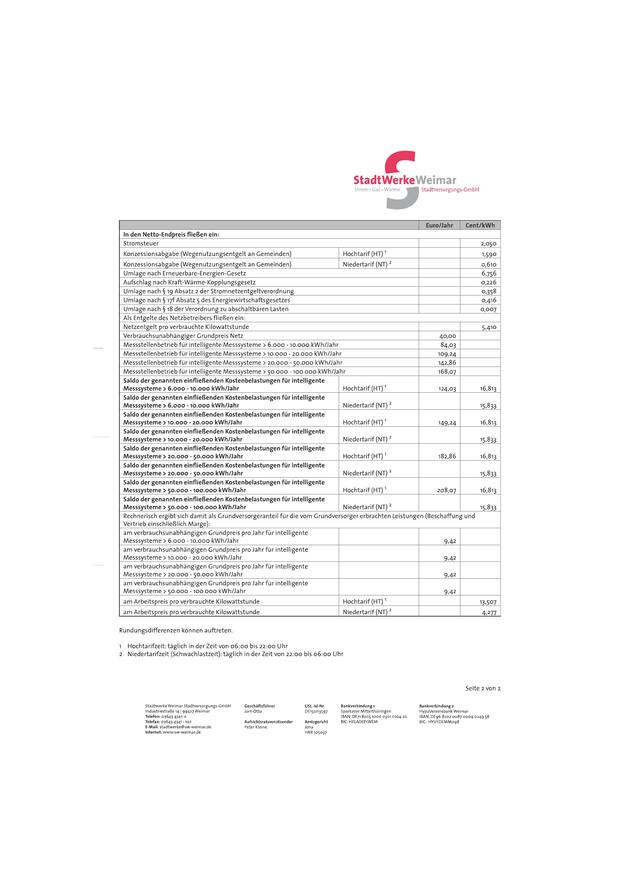 StadtWerkeWeimar
Strom • Gas • Wärme Stadtversorgungs-GmbH
Euro/Jahr Cent/kWh
In den Netto-Endpreis fließen ein:
Stromsteuer 2,050
Konzessionsabgabe (Wegenutzungsentgelt an Gemeinden) Hochtarif (HT) ¹ 1,590
Konzessionsabgabe (Wegenutzungsentgelt an Gemeinden) Niedertarif (NT) ² 0,610
Umlage nach Erneuerbare-Energien-Gesetz 6,756
Aufschlag nach Kraft-Wärme-Kopplungsgesetz 0,226
Umlage nach § 19 Absatz 2 der Stromnetzentgeltverordnung 0,358
Umlage nach § 17f Absatz 5 des Energiewirtschaftsgesetzes 0,416
Umlage nach § 18 der Verordnung zu abschaltbaren Lasten 0,007
Als Entgelte des Netzbetreibers fließen ein:
Netzentgelt pro verbrauchte Kilowattstunde 5,410
Verbrauchsunabhängiger Grundpreis Netz 40,00
Messstellenbetrieb für intelligente Messsysteme > 6.000 - 10.000 kWh/Jahr 84,03
Messstellenbetrieb für intelligente Messsysteme > 10.000 - 20.000 kWh/Jahr 109,24
Messstellenbetrieb für intelligente Messsysteme > 20.000 - 50.000 kWh/Jahr 142,86
Messstellenbetrieb für intelligente Messsysteme > 50.000 - 100.000 kWh/Jahr 168,07
Saldo der genannten einfließenden Kostenbelastungen für intelligente
Messsysteme > 6.000 - 10.000 kWh/Jahr Hochtarif (HT) ¹ 124,03 16,813
Saldo der genannten einfließenden Kostenbelastungen für intelligente
Messsysteme > 6.000 - 10.000 kWh/Jahr Niedertarif (NT) ² 15,833
Saldo der genannten einfließenden Kostenbelastungen für intelligente
Messsysteme > 10.000 - 20.000 kWh/Jahr Hochtarif (HT) ¹ 149,24 16,813
Saldo der genannten einfließenden Kostenbelastungen für intelligente
Messsysteme > 10.000 - 20.000 kWh/Jahr Niedertarif (NT) ² 15,833
Saldo der genannten einfließenden Kostenbelastungen für intelligente
Messsysteme > 20.000 - 50.000 kWh/Jahr Hochtarif (HT) ¹ 182,86 16,813
Saldo der genannten einfließenden Kostenbelastungen für intelligente
Messsysteme > 20.000 - 50.000 kWh/Jahr Niedertarif (NT) ² 15,833
Saldo der genannten einfließenden Kostenbelastungen für intelligente
Messsysteme > 50.000 - 100.000 kWh/Jahr Hochtarif (HT) ¹ 208,07 16,813
Saldo der genannten einfließenden Kostenbelastungen für intelligente
Messsysteme > 50.000 - 100.000 kWh/Jahr Niedertarif (NT) ² 15,833
Rechnerisch ergibt sich damit als Grundversorgeranteil für die vom Grundversorger erbrachten Leistungen (Beschaffung und
Vertrieb einschließlich Marge):
am verbrauchsunabhängigen Grundpreis pro Jahr für intelligente
Messsysteme > 6.000 - 10.000 kWh/Jahr 9,42
am verbrauchsunabhängigen Grundpreis pro Jahr für intelligente
Messsysteme > 10.000 - 20.000 kWh/Jahr 9,42
am verbrauchsunabhängigen Grundpreis pro Jahr für intelligente
Messsysteme > 20.000 - 50.000 kWh/Jahr 9,42
am verbrauchsunabhängigen Grundpreis pro Jahr für intelligente
Messsysteme > 50.000 - 100.000 kWh/Jahr 9,42
am Arbeitspreis pro verbrauchte Kilowattstunde Hochtarif (HT) ¹ 13,507
am Arbeitspreis pro verbrauchte Kilowattstunde Niedertarif (NT) ² 4,277
Rundungsdifferenzen können auftreten.
1 Hochtarifzeit: täglich in der Zeit von 06:00 bis 22:00 Uhr
2 Niedertarifzeit (Schwachlastzeit): täglich in der Zeit von 22:00 bis 06:00 Uhr
Seite 2 von 2
Stadtwerke Weimar Stadtversorgungs-GmbH Geschäftsführer USt.-Id-Nr. Bankverbindung 1 Bankverbindung 2
Industriestraße 14 | 99427 Weimar Jörn Otto Sparkasse Mittelthüringen HypoVereinsbank Weimar
Telefon: 03643 4341-0
Telefax: 03643 4341 - 102 Aufsichtsratsvorsitzender Amtsgericht
E-Mail: stadtwerke@sw-weimar.de Peter Kleine Jena
Internet: www.sw-weimar.de